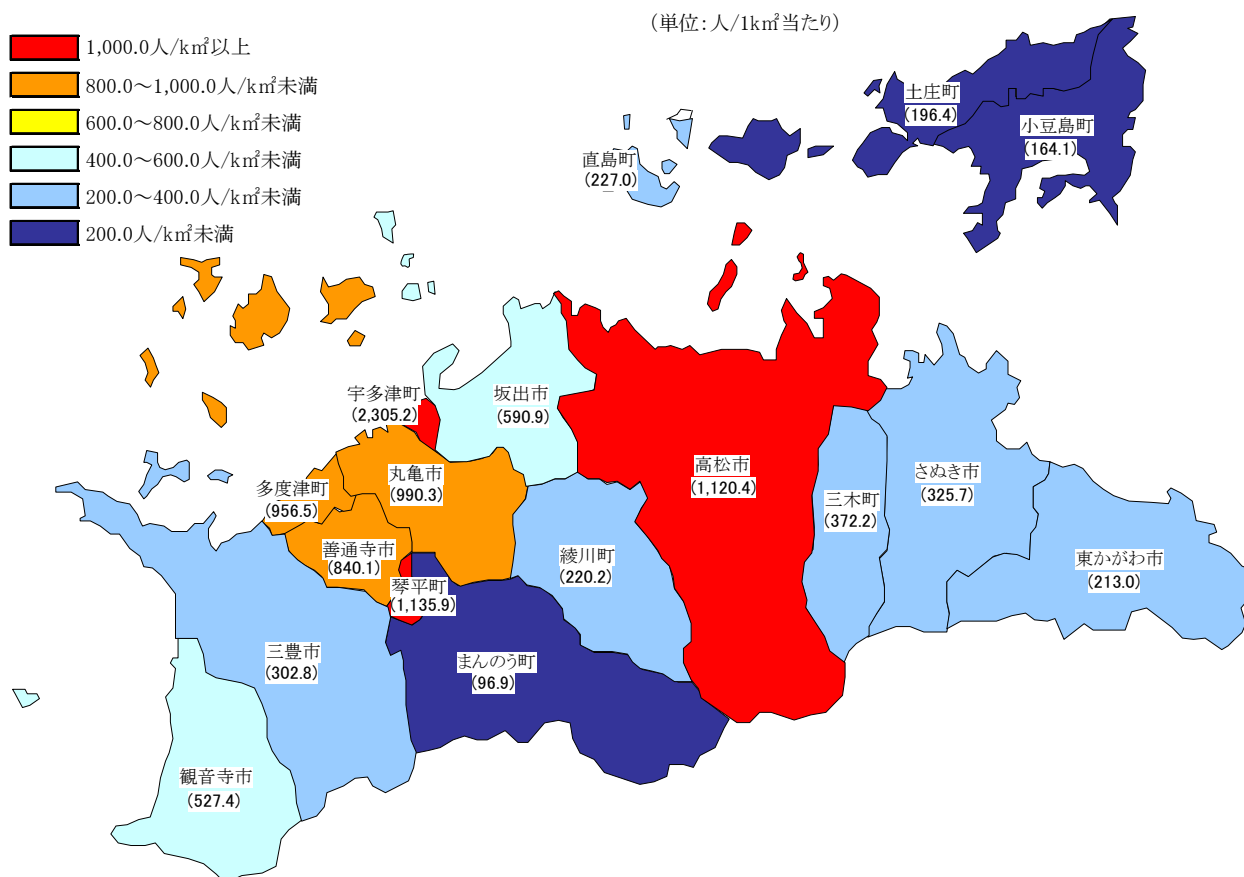 (単位：人/1k㎡当たり)
1,000.0人/k㎡以上
800.0～1,000.0人/k㎡未満
600.0～800.0人/k㎡未満
400.0～600.0人/k㎡未満
200.0～400.0人/k㎡未満
200.0人/k㎡未満
土庄町
(196.4)
小豆島町
(164.1)
直島町
(227.0)
宇多津町
(2,305.2)
坂出市
(590.9)
丸亀市
(990.3)
高松市
(1,120.4)
三木町
(372.2)
さぬき市
(325.7)
多度津町
(956.5)
善通寺市
(840.1)
綾川町
(220.2)
東かがわ市
(213.0)
琴平町
(1,135.9)
三豊市
(302.8)
まんのう町
(96.9)
観音寺市
(527.4)